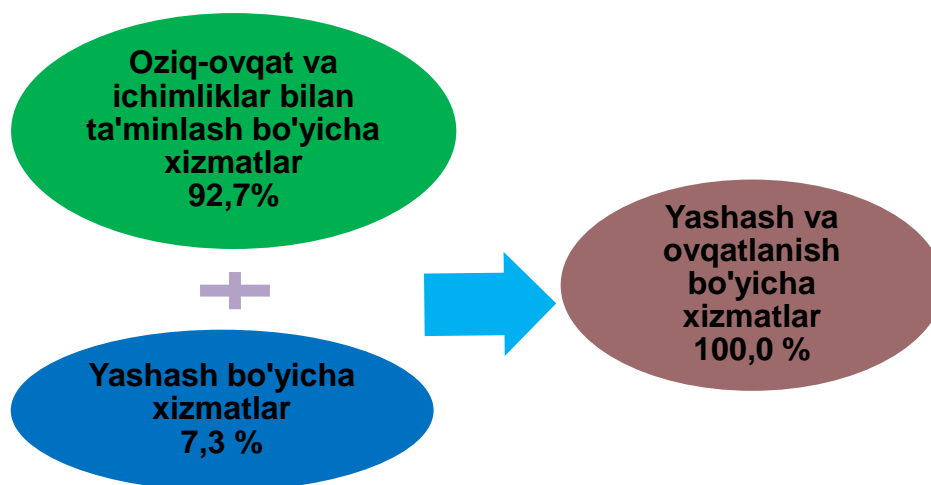 Oziq-ovqat va
ichimliklar bilan
ta'minlash bo'yicha
xizmatlar
92,7%
Yashash bo'yicha
xizmatlar
7,3 %
Yashash va
ovqatlanish
bo'yicha
xizmatlar
100,0 %